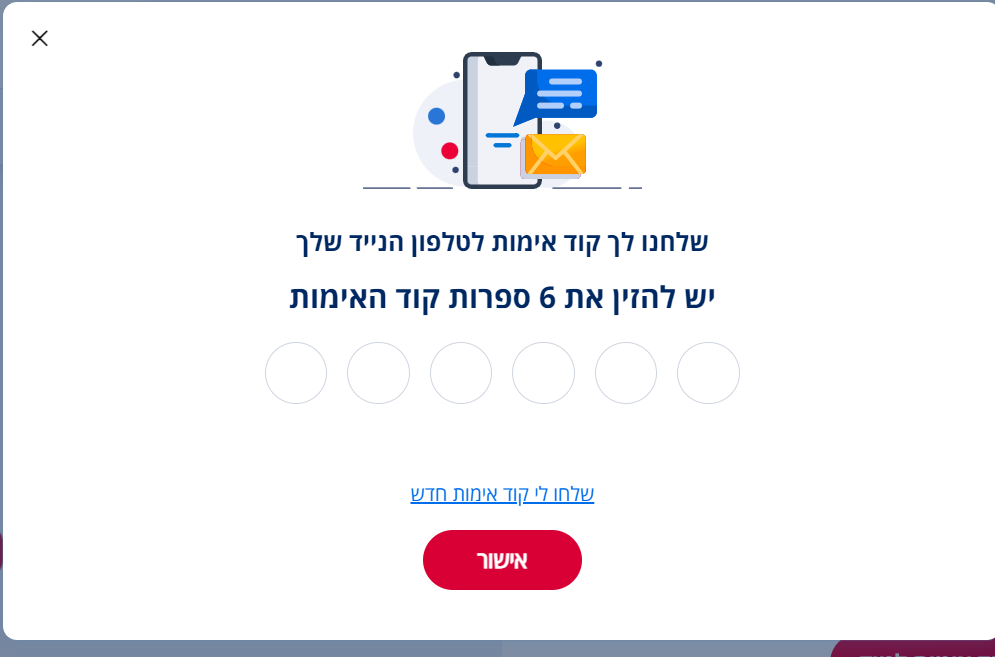 שלחנו לך קוד אימות לטלפון הנייד שלך
יש להזין את 6 ספרות קוד האימות
שלחו לי קוד אימות חדש
אישור